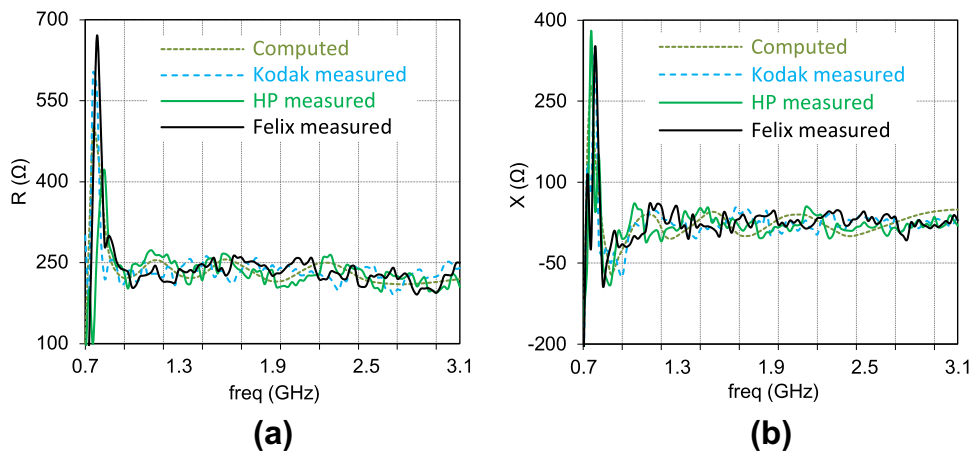 700
550
400
250
100
R (Ω)
Computed
Kodak measured
HP measured
Felix measured
0.7
1.3
1.9
2.5
3.1
freq (GHz)
(a)
400
250
100
-50
-200
X (Ω)
Computed
Kodak measured
HP measured
Felix measured
0.7
1.3
1.9
2.5
3.1
freq (GHz)
(b)